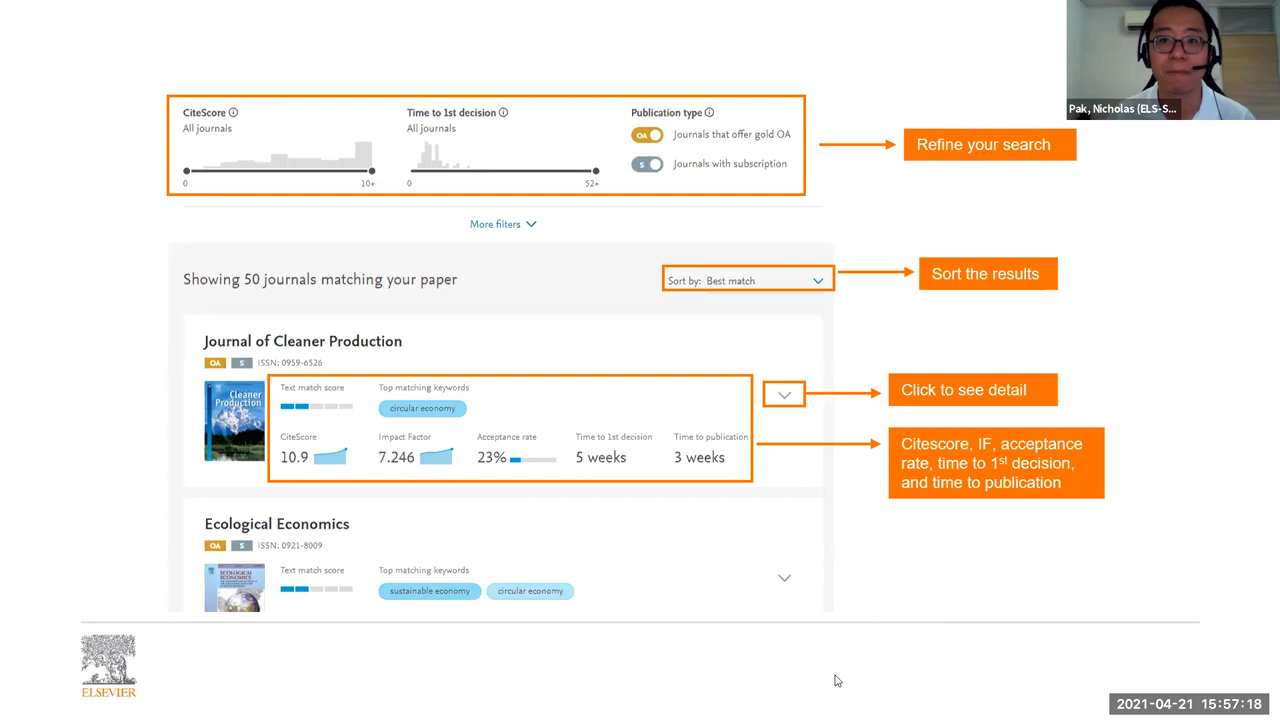 CiteScore
All journals
0
10+
Time to 1st decision
All journals
0
52+
Publication type
OA Journals that offer gold OA
S Journals with subscription
Refine your search
Pak, Nicholas (ELS-S...
More filters
Showing 50 journals matching your paper
Sort by: Best match
Sort the results
Journal of Cleaner Production
OA S ISSN: 0959-6526
Cleaner
Production
Text match score
Top matching keywords
circular economy
CiteScore
10.9
Impact Factor
7.246
Acceptance rate
23%
Time to 1st decision
5 weeks
Time to publication
3 weeks
Click to see detail
Citescore, IF, acceptance
rate, time to 1st decision,
and time to publication
Ecological Economics
OA S ISSN: 0921-8009
ECOLOGICAL
ECONOMICS
Text match score
Top matching keywords
sustainable economy
circular economy
ELSEVIER
2021-04-21 15:57:18